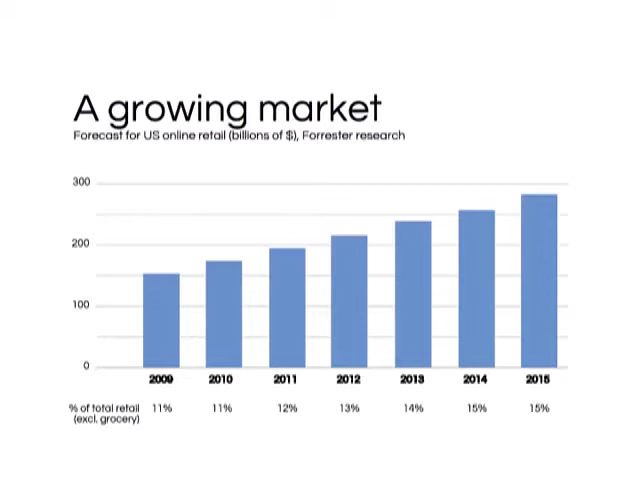 A growing market
Forecast for US online retail (billions of $), Forrester research
300
200
100
0
2009 2010 2011 2012 2013 2014 2015
% of total retail 11% 11% 12% 13% 14% 15% 15%
(excl. grocery)